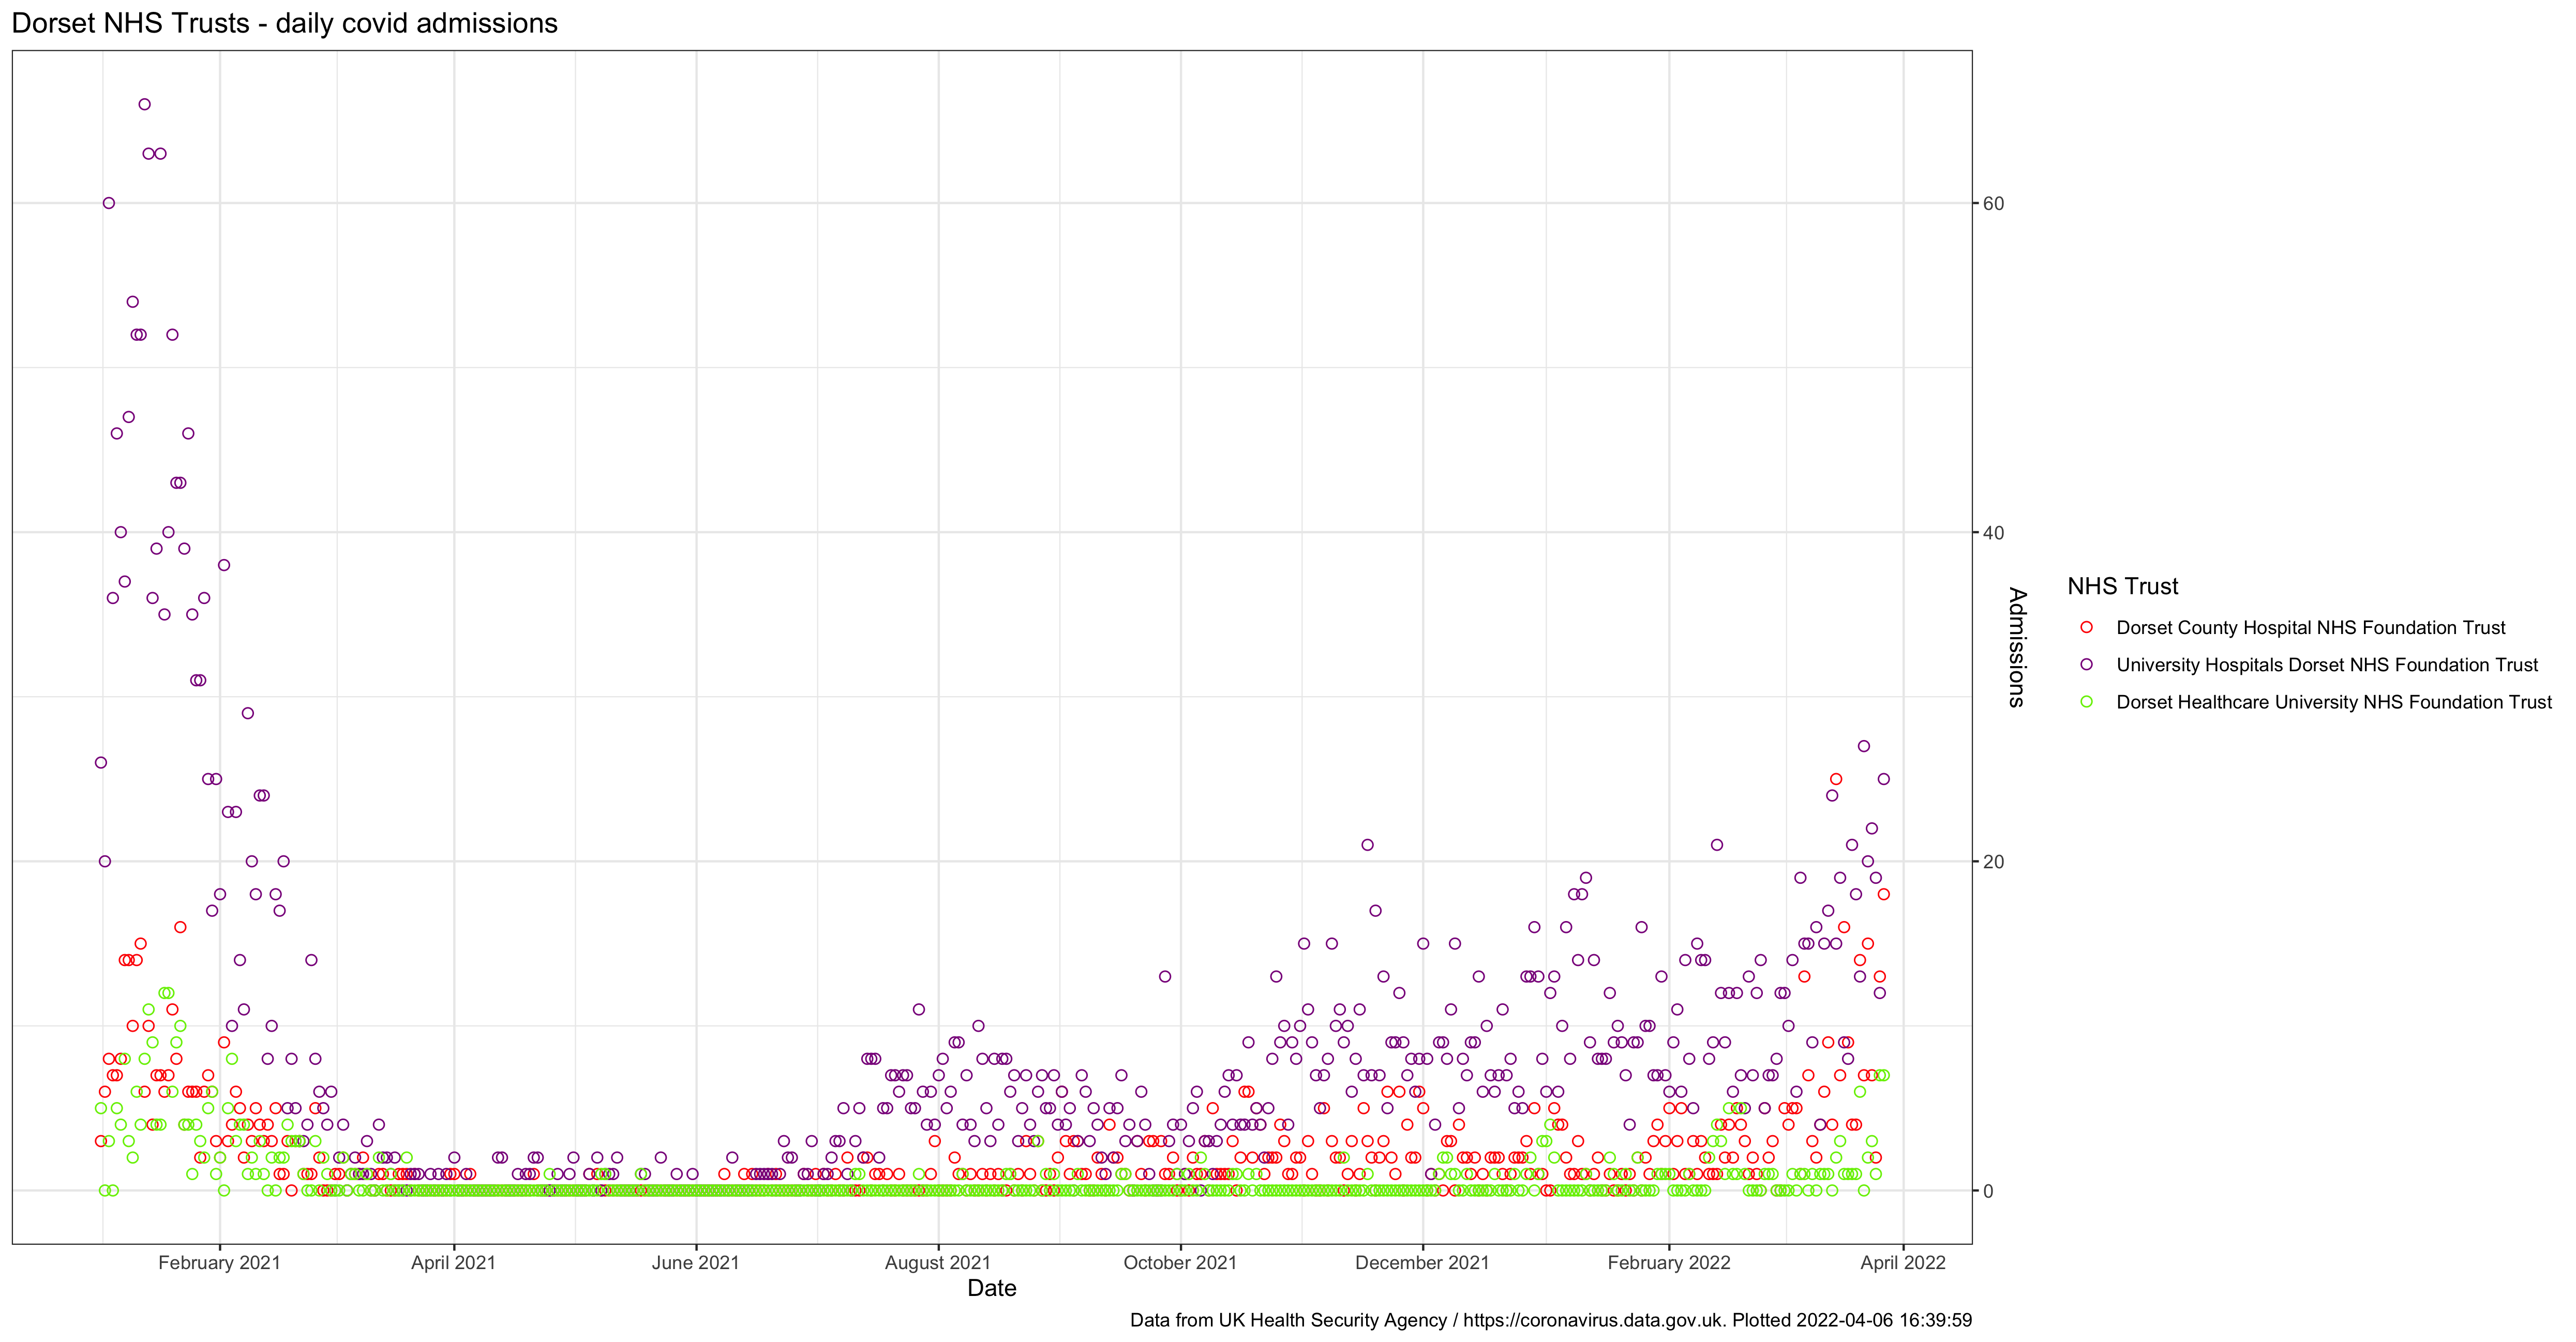 Dorset NHS Trusts - daily covid admissions
60
40
20
0
Admissions
NHS Trust
Dorset County Hospital NHS Foundation Trust
University Hospitals Dorset NHS Foundation Trust
Dorset Healthcare University NHS Foundation Trust
February 2021
April 2021
June 2021
August 2021
October 2021
December 2021
February 2022
April 2022
Date
Data from UK Health Security Agency / https://coronavirus.data.gov.uk. Plotted 2022-04-06 16:39:59